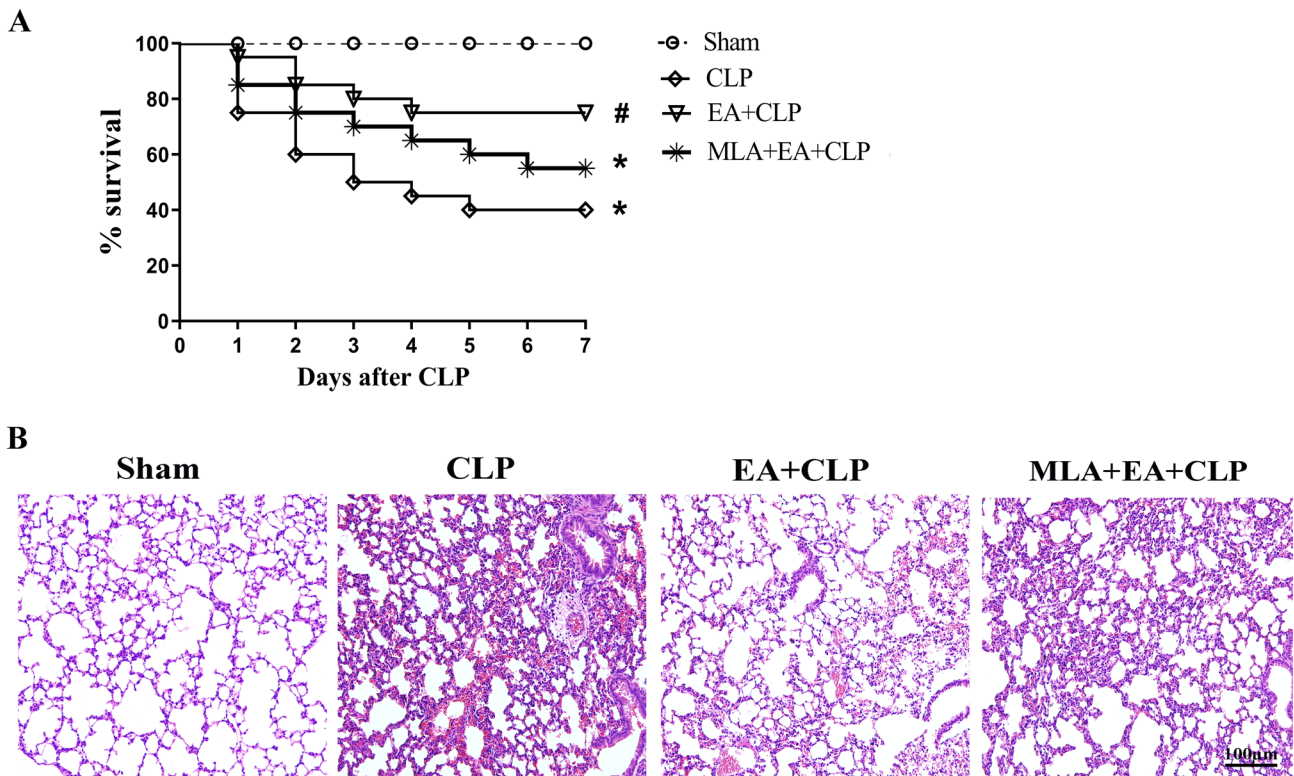 A
100
80
60
40
20
0
% survival
0 1 2 3 4 5 6 7
Days after CLP
#
*
*
Sham
CLP
EA+CLP
MLA+EA+CLP
B
Sham CLP EA+CLP MLA+EA+CLP
100μm